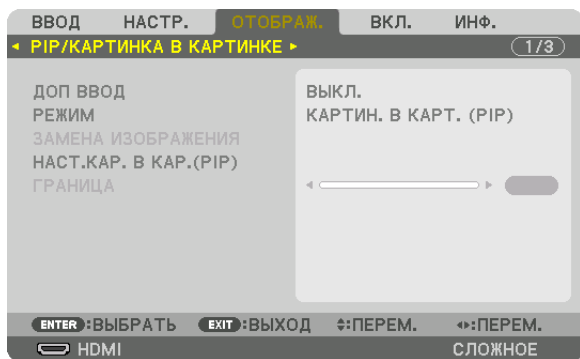 ВВОД НАСТР. ОТОБРАЖ. ВКЛ. ИНФ.
PIP/КАРТИНКА В КАРТИНКЕ 1/3
ДОП ВВОД ВЫКЛ.
РЕЖИМ КАРТИН. В КАРТ. (PIP)
ЗАМЕНА ИЗОБРАЖЕНИЯ
НАСТ.КАР. В КАР.(PIP)
ГРАНИЦА
ENTER:ВЫБРАТЬ EXIT:ВЫХОД :ПЕРЕМ. :ПЕРЕМ.
HDMI СЛОЖНОЕ